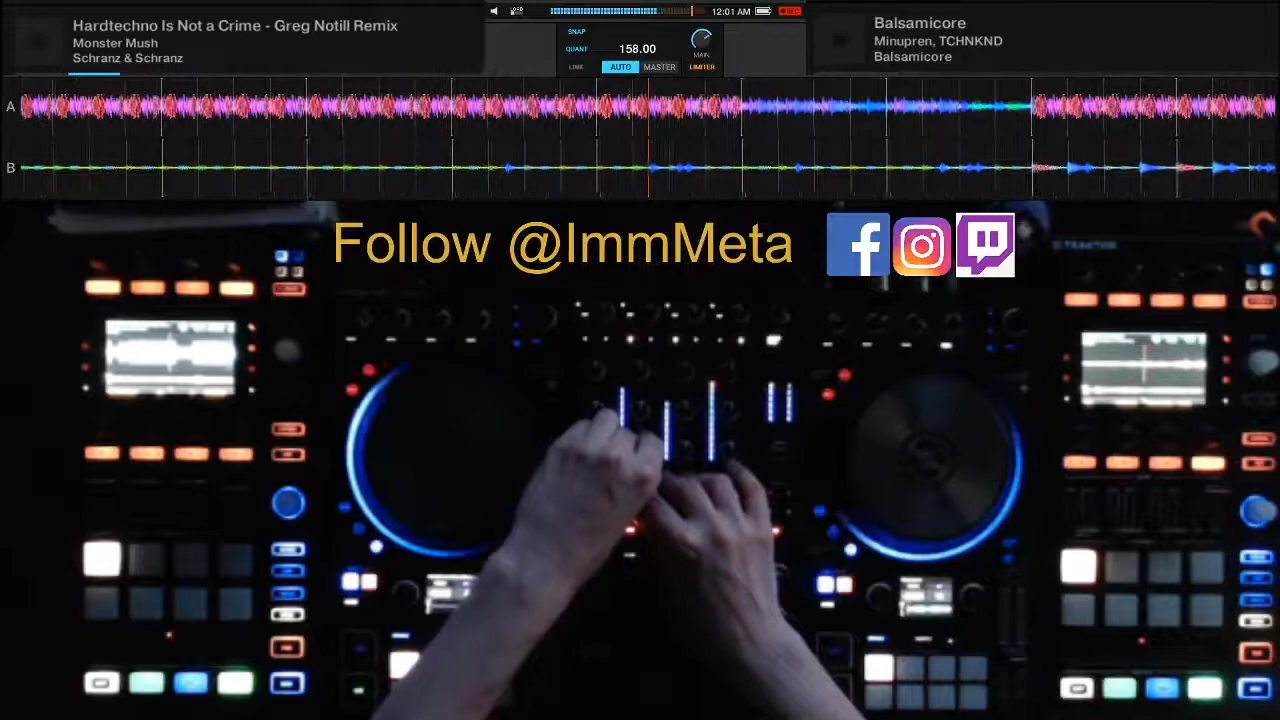 Hardtechno Is Not a Crime - Greg Notill Remix
Monster Mush
Schranz & Schranz
12:01 AM
REC
SNAP
QUANT
158.00
LINK
AUTO
MASTER
MAIN
LIMITER
Balsamicore
Minupren, TCHNKND
Balsamicore
A
B
Follow @ImmMeta